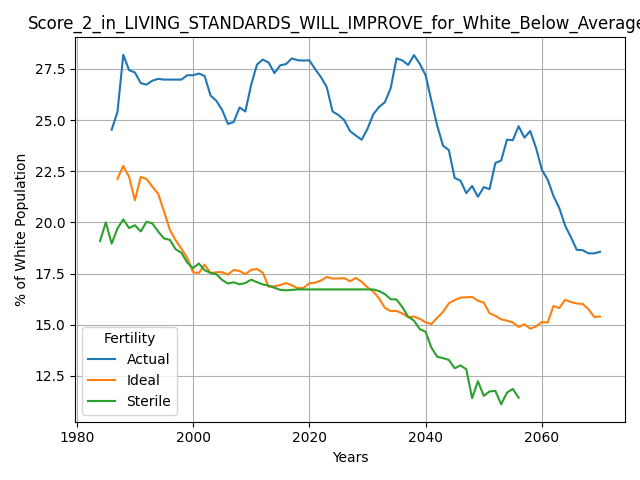 Score_2_in_LIVING_STANDARDS_WILL_IMPROVE_for_White_Below_Average
27.5
25.0
22.5
20.0
17.5
15.0
12.5
% of White Population
Fertility
Actual
Ideal
Sterile
1980
2000
2020
2040
2060
Years